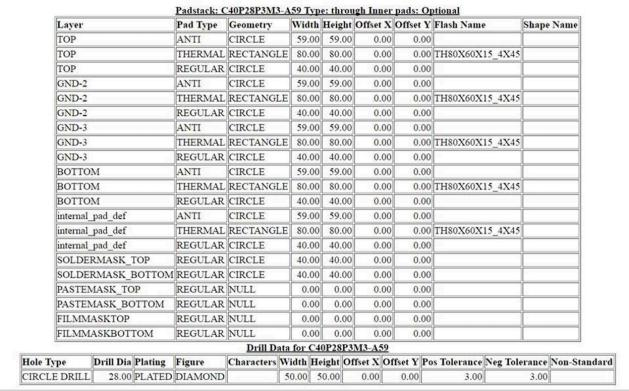 Padstack: C40P28P3M3-A59 Type: through Inner pads: Optional
Layer Pad Type Geometry Width Height Offset X Offset Y Flash Name Shape Name
TOP ANTI CIRCLE 59.00 59.00 0.00 0.00
TOP THERMAL RECTANGLE 80.00 80.00 0.00 0.00 TH80X60X15_4X45
TOP REGULAR CIRCLE 40.00 40.00 0.00 0.00
GND-2 ANTI CIRCLE 59.00 59.00 0.00 0.00
GND-2 THERMAL RECTANGLE 80.00 80.00 0.00 0.00 TH80X60X15_4X45
GND-2 REGULAR CIRCLE 40.00 40.00 0.00 0.00
GND-3 ANTI CIRCLE 59.00 59.00 0.00 0.00
GND-3 THERMAL RECTANGLE 80.00 80.00 0.00 0.00 TH80X60X15_4X45
GND-3 REGULAR CIRCLE 40.00 40.00 0.00 0.00
BOTTOM ANTI CIRCLE 59.00 59.00 0.00 0.00
BOTTOM THERMAL RECTANGLE 80.00 80.00 0.00 0.00 TH80X60X15_4X45
BOTTOM REGULAR CIRCLE 40.00 40.00 0.00 0.00
internal_pad_def ANTI CIRCLE 59.00 59.00 0.00 0.00
internal_pad_def THERMAL RECTANGLE 80.00 80.00 0.00 0.00 TH80X60X15_4X45
internal_pad_def REGULAR CIRCLE 40.00 40.00 0.00 0.00
SOLDERMASK_TOP REGULAR CIRCLE 40.00 40.00 0.00 0.00
SOLDERMASK_BOTTOM REGULAR CIRCLE 40.00 40.00 0.00 0.00
PASTEMASK_TOP REGULAR NULL 0.00 0.00 0.00 0.00
PASTEMASK_BOTTOM REGULAR NULL 0.00 0.00 0.00 0.00
FILMMASKTOP REGULAR NULL 0.00 0.00 0.00 0.00
FILMMASKBOTTOM REGULAR NULL 0.00 0.00 0.00 0.00
Drill Data for C40P28P3M3-A59
Hole Type Drill Dia Plating Figure Characters Width Height Offset X Offset Y Pos Tolerance Neg Tolerance Non-Standard
CIRCLE DRILL 28.00 PLATED DIAMOND 50.00 50.00 0.00 0.00 3.00 3.00